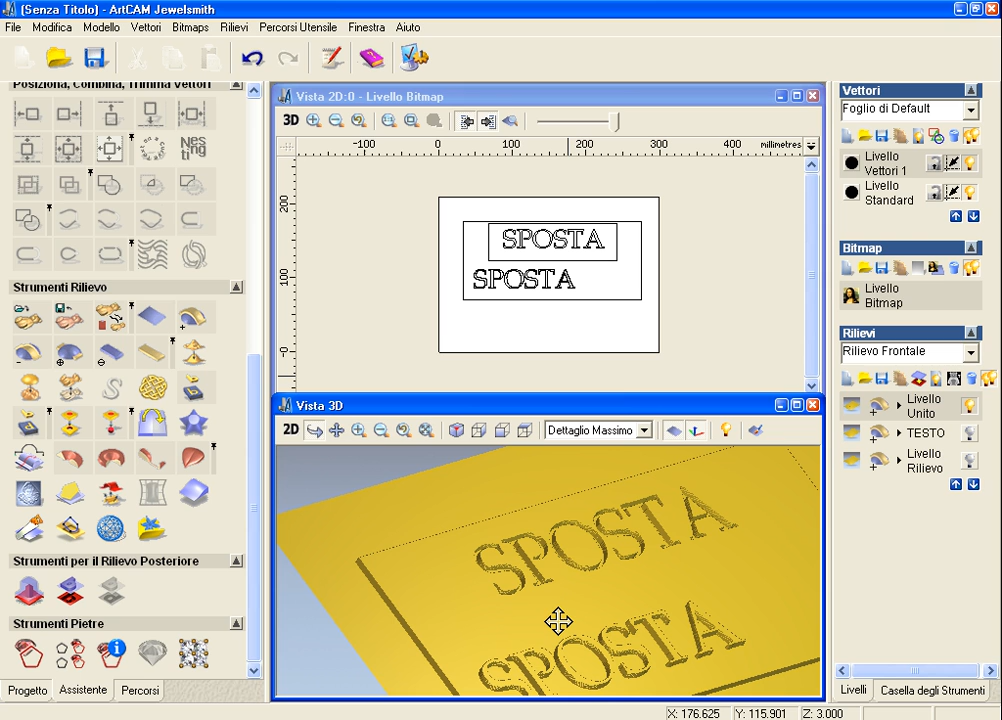 (Senza Titolo) - ArtCAM Jewelsmith
File Modifica Modello Vettori Bitmaps Rilievi Percorsi Utensile Finestra Aiuto
Posiziona, Combina, Trimma Vettori
Nes
ti ng
Strumenti Rilievo
Strumenti per il Rilievo Posteriore
Strumenti Pietre
Progetto Assistente Percorsi
Vista 2D:0 - Livello Bitmap
3D
-100 0 100 200 300 400 millimetres
200
100
-0
SPOSTA
SPOSTA
Vista 3D
2D Dettaglio Massimo
SPOSTA
SPOSTA
Vettori
Foglio di Default
Livello
Vettori 1
Livello
Standard
Bitmap
Livello
Bitmap
Rilievi
Rilievo Frontale
Livello
Unito
TESTO
Livello
Rilievo
Livelli Casella degli Strumenti
X: 176.625 Y: 115.901 Z: 3.000